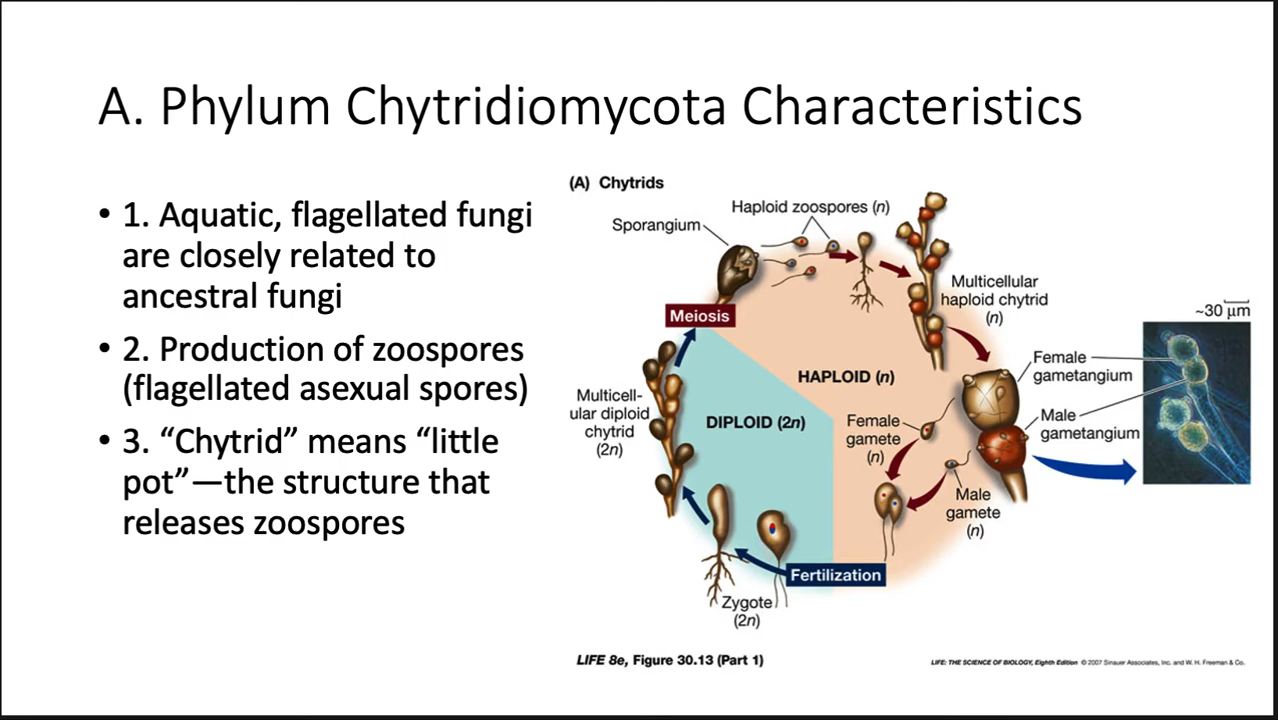 A. Phylum Chytridiomycota Characteristics
• 1. Aquatic, flagellated fungi
are closely related to
ancestral fungi
• 2. Production of zoospores
(flagellated asexual spores)
• 3. “Chytrid” means “little
pot”—the structure that
releases zoospores
(A) Chytrids
Haploid zoospores (n)
Sporangium
Multicellular
haploid chytrid
(n)
Meiosis
~30 µm
HAPLOID (n)
Female
gametangium
Multicell-
ular diploid
chytrid
(2n)
DIPLOID (2n)
Female
gamete
(n)
Male
gametangium
Male
gamete
(n)
Fertilization
Zygote
(2n)
LIFE 8e, Figure 30.13 (Part 1)
LIFE: THE SCIENCE OF BIOLOGY, Eighth Edition © 2007 Sinauer Associates, Inc. and W. H. Freeman & Co.